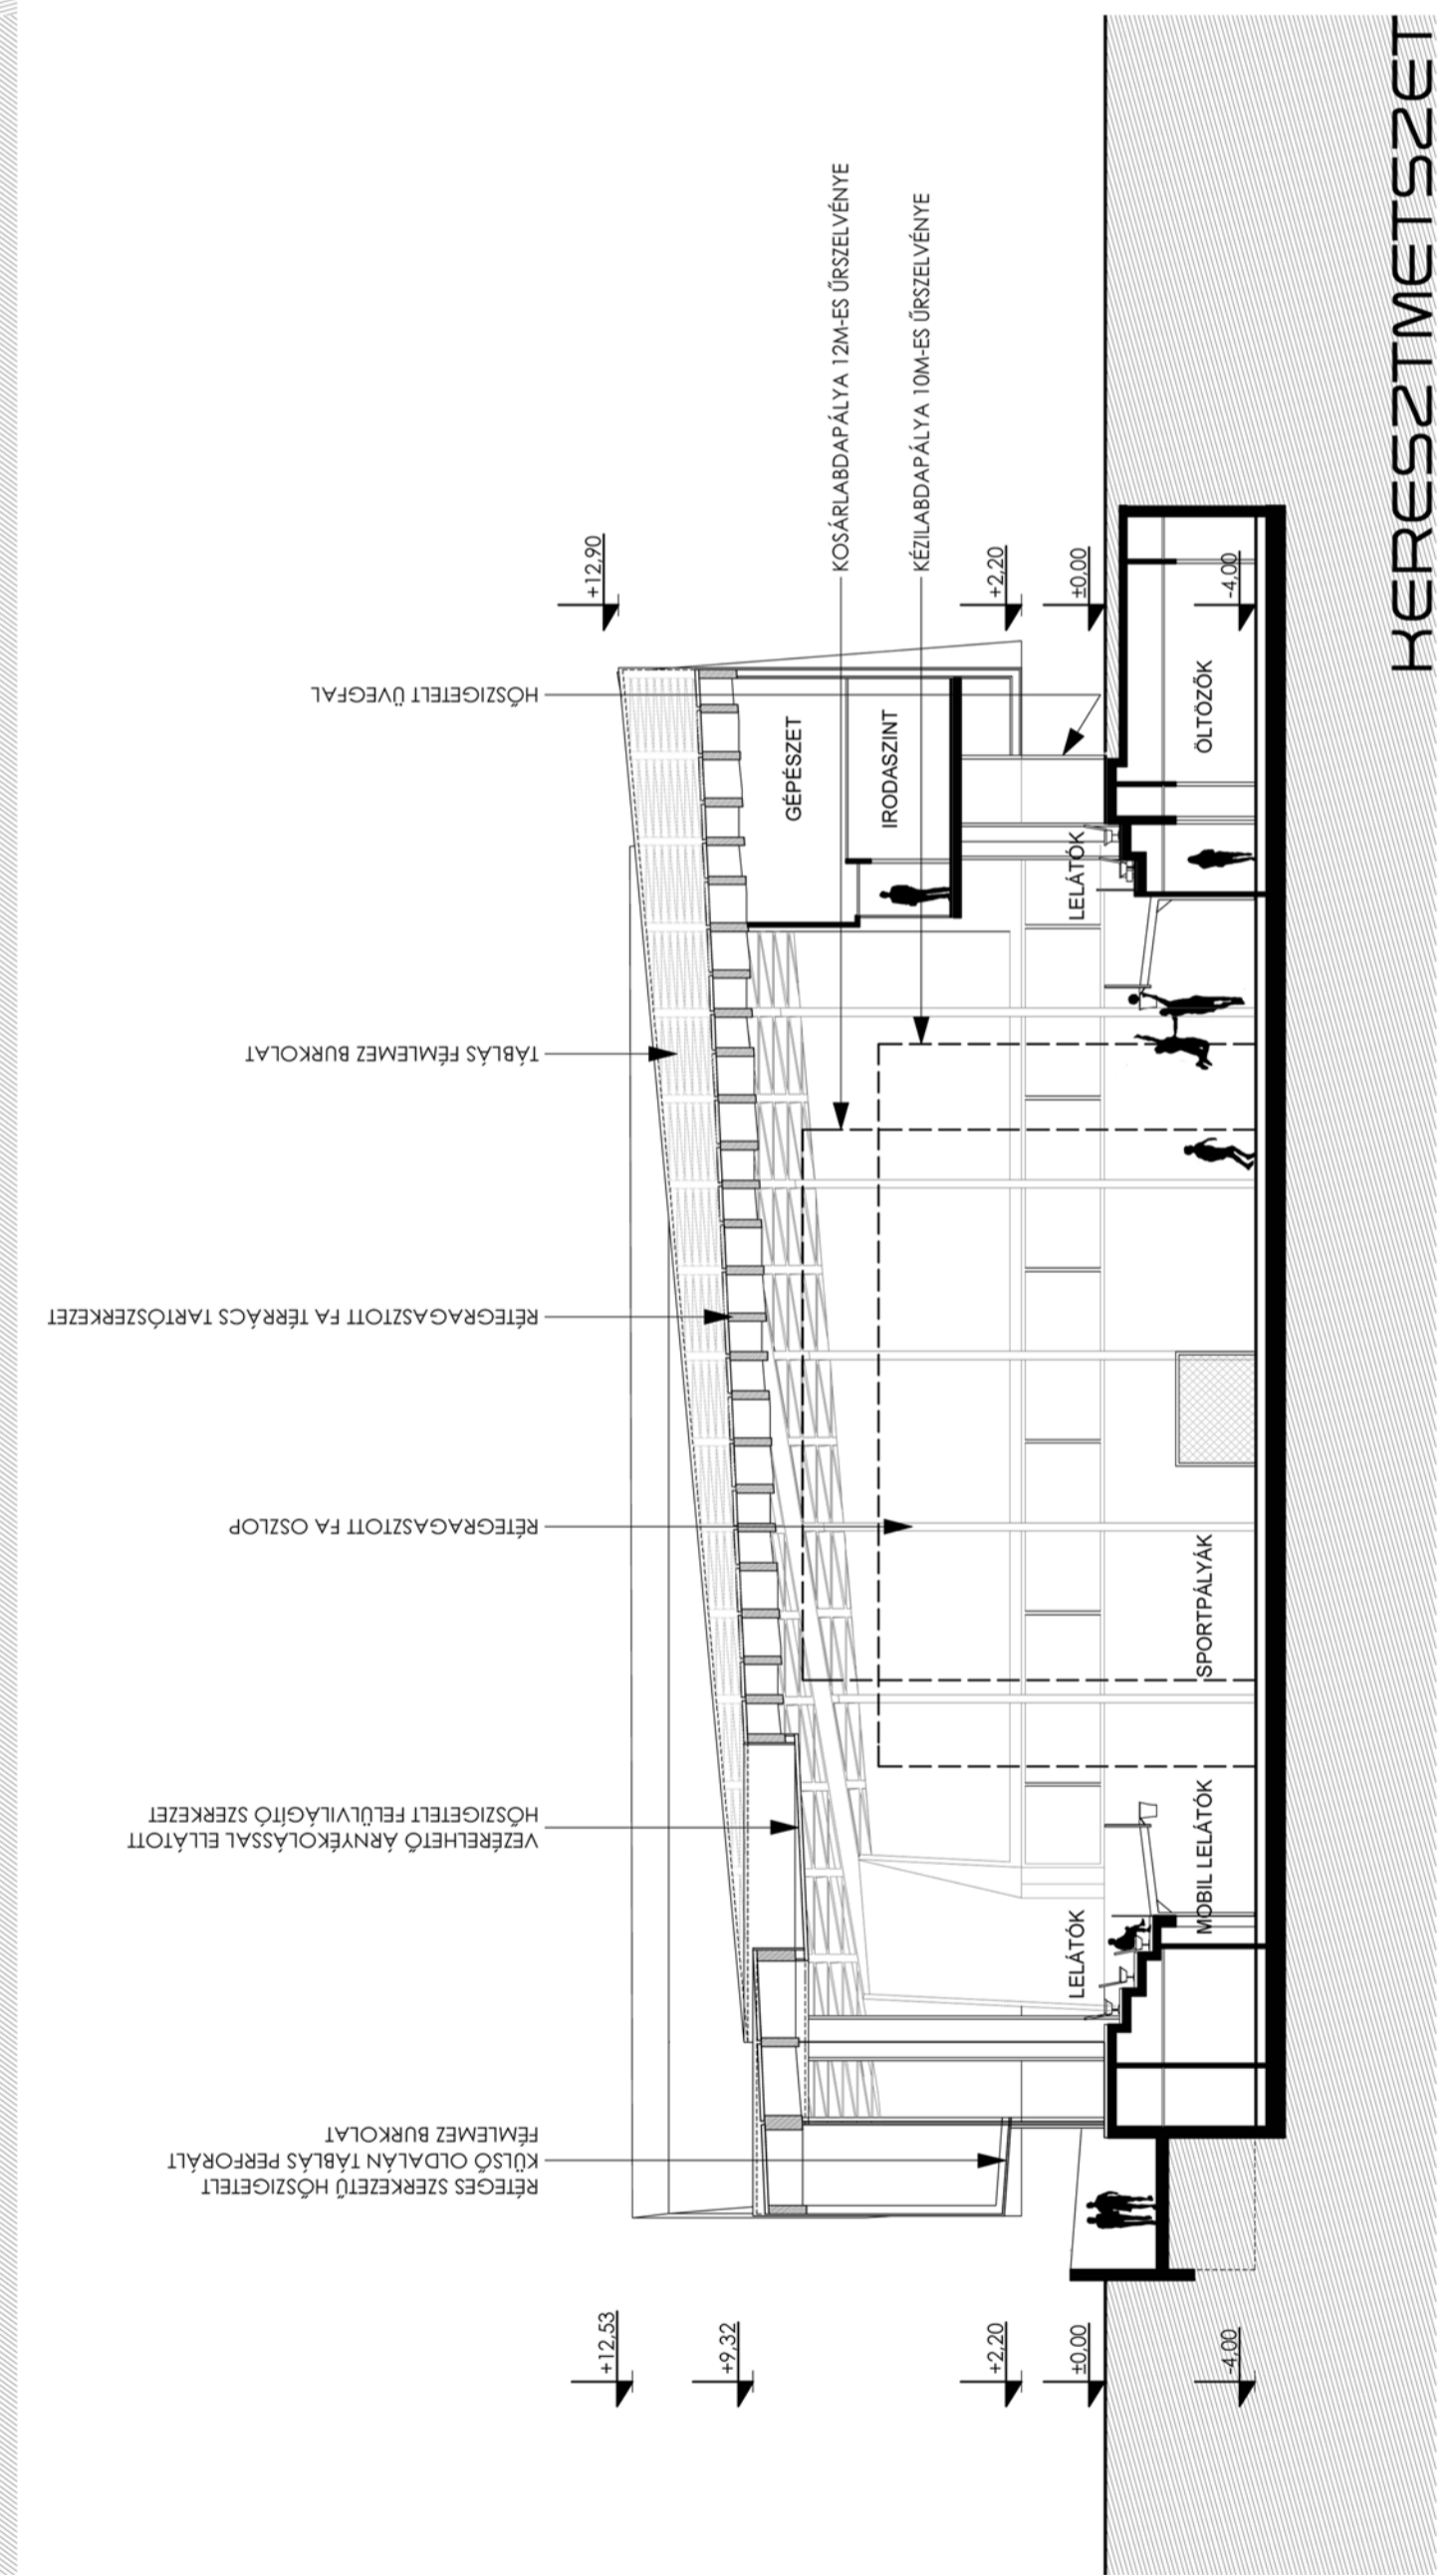 KERESZTMETSZET
HŐSZIGETELT ÜVEGFAL
TÁBLÁS FÉMLEMEZ BURKOLAT
RÉTEGRAGASZTOTT FA TÉRRÁCS TARTÓSZERKEZET
RÉTEGRAGASZTOTT FA OSZLOP
VEZÉRELHETŐ ÁRNYÉKOLÁSSAL ELLÁTOTT
HŐSZIGETELT FELÜLVILÁGÍTÓ SZERKEZET
RÉTEGES SZERKEZETŰ HŐSZIGETELT
KÜLSŐ OLDALÁN TÁBLÁS PERFORÁLT
FÉMLEMEZ BURKOLAT
KOSÁRLABDAPÁLYA 12M-ES ŰRSZELVÉNYE
KÉZILABDAPÁLYA 10M-ES ŰRSZELVÉNYE
+12,90
+2,20
±0,00
-4,00
GÉPÉSZET
IRODASZINT
LELÁTÓK
ÖLTÖZŐK
SPORTPÁLYÁK
MOBIL LELÁTÓK
LELÁTÓK
+12,53
+9,32
+2,20
±0,00
-4,00